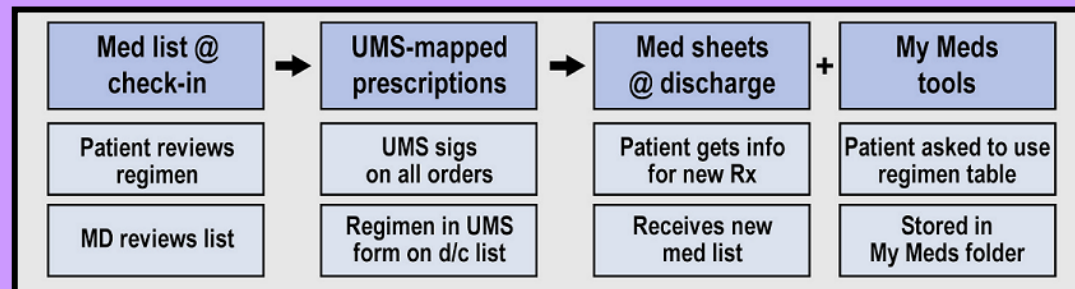 Med list @
check-in
UMS-mapped
prescriptions
Med sheets
@ discharge
+
My Meds
tools
Patient reviews
regimen
UMS sigs
on all orders
Patient gets info
for new Rx
Patient asked to use
regimen table
MD reviews list
Regimen in UMS
form on d/c list
Receives new
med list
Stored in
My Meds folder